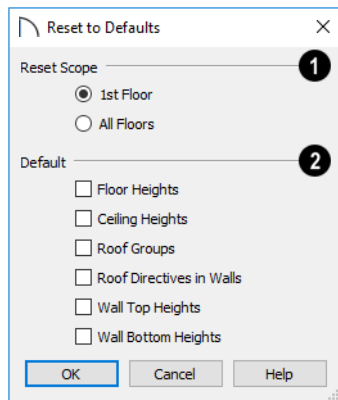 Reset to Defaults
Reset Scope 1
1st Floor
All Floors
Default 2
Floor Heights
Ceiling Heights
Roof Groups
Roof Directives in Walls
Wall Top Heights
Wall Bottom Heights
OK Cancel Help